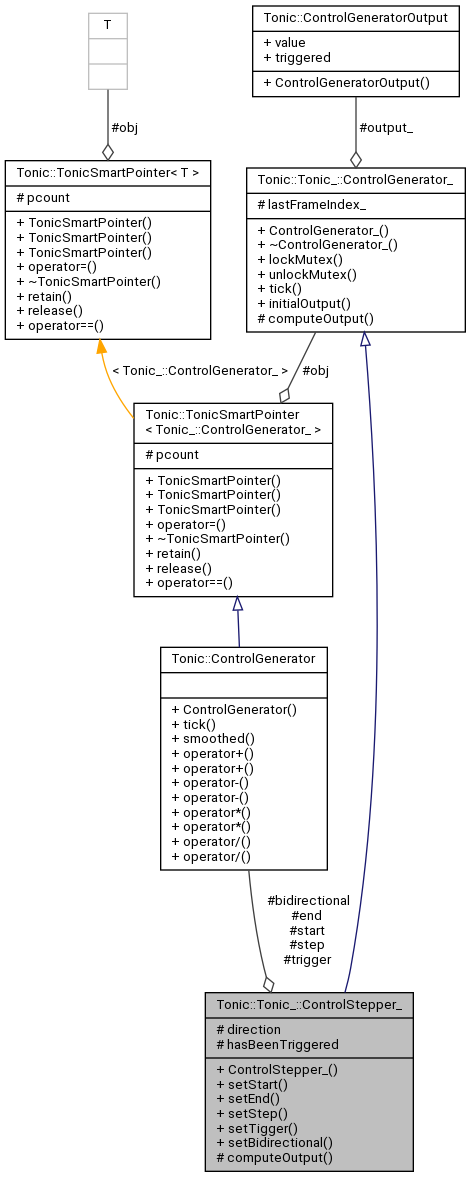 T
#obj
Tonic::ControlGeneratorOutput
+ value
+ triggered
+ ControlGeneratorOutput()
#output_
Tonic::TonicSmartPointer< T >
# pcount
+ TonicSmartPointer()
+ TonicSmartPointer()
+ TonicSmartPointer()
+ operator=()
+ ~TonicSmartPointer()
+ retain()
+ release()
+ operator==()
Tonic::Tonic_::ControlGenerator_
# lastFrameIndex_
+ ControlGenerator_()
+ ~ControlGenerator_()
+ lockMutex()
+ unlockMutex()
+ tick()
+ initialOutput()
# computeOutput()
< Tonic_::ControlGenerator_ >
#obj
Tonic::TonicSmartPointer
< Tonic_::ControlGenerator_ >
# pcount
+ TonicSmartPointer()
+ TonicSmartPointer()
+ TonicSmartPointer()
+ operator=()
+ ~TonicSmartPointer()
+ retain()
+ release()
+ operator==()
Tonic::ControlGenerator
+ ControlGenerator()
+ tick()
+ smoothed()
+ operator+()
+ operator+()
+ operator-()
+ operator-()
+ operator*()
+ operator*()
+ operator/()
+ operator/()
#bidirectional
#end
#start
#step
#trigger
Tonic::Tonic_::ControlStepper_
# direction
# hasBeenTriggered
+ ControlStepper_()
+ setStart()
+ setEnd()
+ setStep()
+ setTigger()
+ setBidirectional()
# computeOutput()